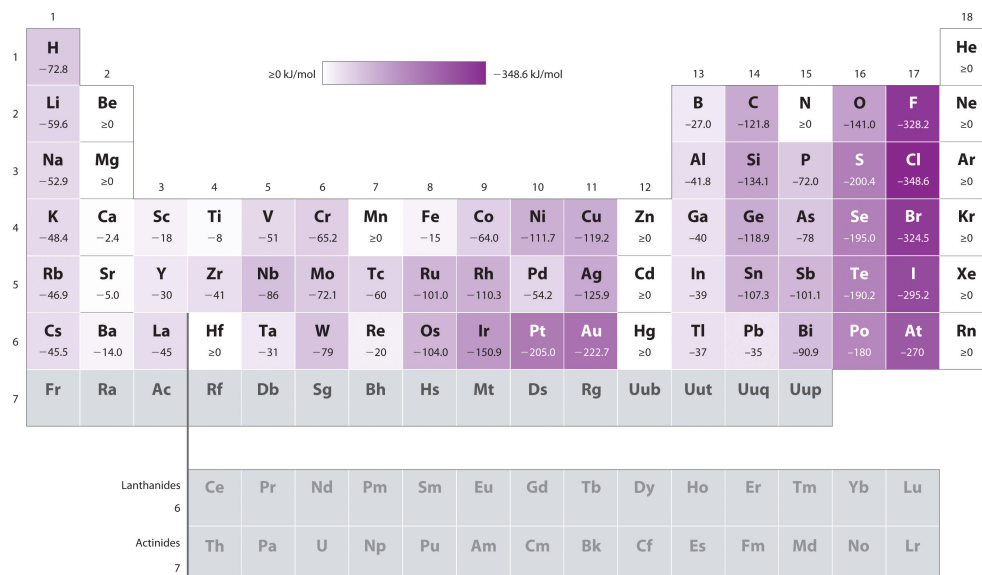 1 18
H He
1 −72.8 ≥0 kJ/mol −348.6 kJ/mol ≥0
2 13 14 15 16 17
Li Be B C N O F Ne
2 −59.6 ≥0 −27.0 −121.8 ≥0 −141.0 −328.2 ≥0
Na Mg Al Si P S Cl Ar
3 −52.9 ≥0 3 4 5 6 7 8 9 10 11 12 −41.8 −134.1 −72.0 −200.4 −348.6 ≥0
K Ca Sc Ti V Cr Mn Fe Co Ni Cu Zn Ga Ge As Se Br Kr
4 −48.4 −2.4 −18 −8 −51 −65.2 ≥0 −15 −64.0 −111.7 −119.2 ≥0 −40 −118.9 −78 −195.0 −324.5 ≥0
Rb Sr Y Zr Nb Mo Tc Ru Rh Pd Ag Cd In Sn Sb Te I Xe
5 −46.9 −5.0 −30 −41 −86 −72.1 −60 −101.0 −110.3 −54.2 −125.9 ≥0 −39 −107.3 −101.1 −190.2 −295.2 ≥0
Cs Ba La Hf Ta W Re Os Ir Pt Au Hg Tl Pb Bi Po At Rn
6 −45.5 −14.0 −45 ≥0 −31 −79 −20 −104.0 −150.9 −205.0 −222.7 ≥0 −37 −35 −90.9 −180 −270 ≥0
7 Fr Ra Ac Rf Db Sg Bh Hs Mt Ds Rg Uub Uut Uuq Uup
Lanthanides Ce Pr Nd Pm Sm Eu Gd Tb Dy Ho Er Tm Yb Lu
6
Actinides Th Pa U Np Pu Am Cm Bk Cf Es Fm Md No Lr
7